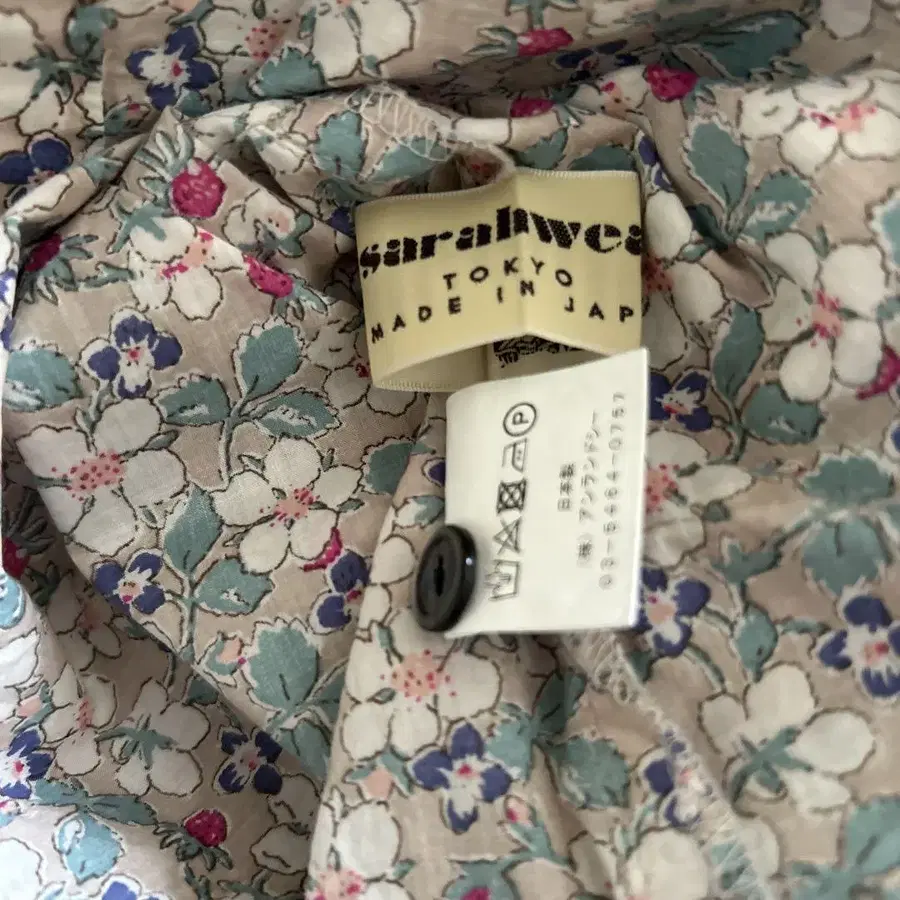 sarahwea
TOKYO
MADE IN JAP
P
日本製
（株）アンランドシー
03-5464-0757